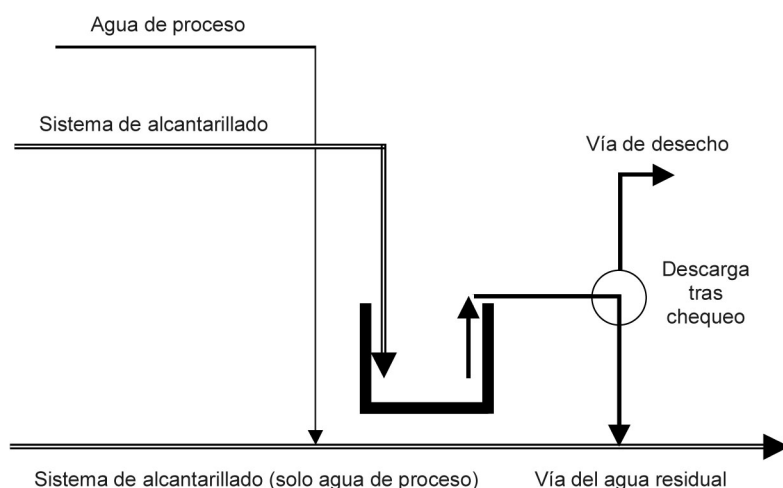 Agua de proceso
Sistema de alcantarillado
Vía de desecho
Descarga
tras
chequeo
Sistema de alcantarillado (solo agua de proceso)
Vía del agua residual